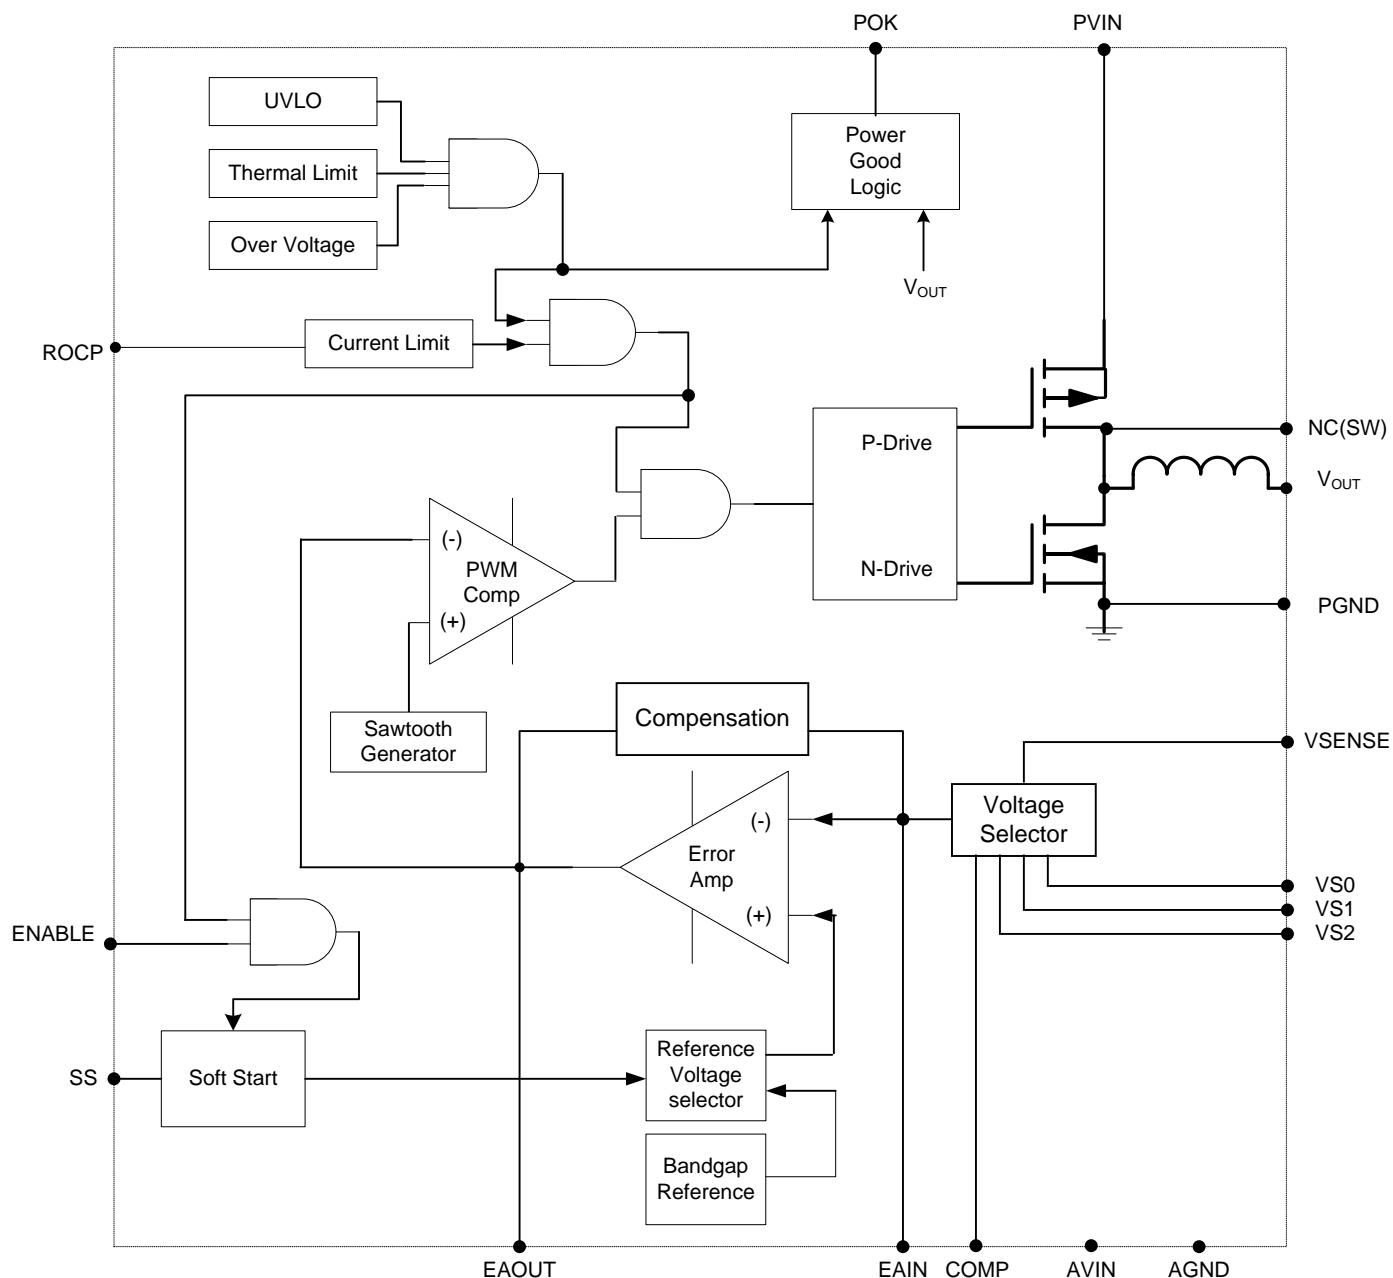 POK
PVIN
UVLO
Power
Good
Logic
Thermal Limit
Over Voltage
VOUT
ROCP
Current Limit
NC(SW)
P-Drive
VOUT
(-)
PWM
Comp
(+)
N-Drive
PGND
Sawtooth
Generator
Compensation
VSENSE
Voltage
Selector
(-)
Error
Amp
(+)
VS0
VS1
VS2
ENABLE
Reference
Voltage
selector
SS
Soft Start
Bandgap
Reference
EAOUT
EAIN
COMP
AVIN
AGND